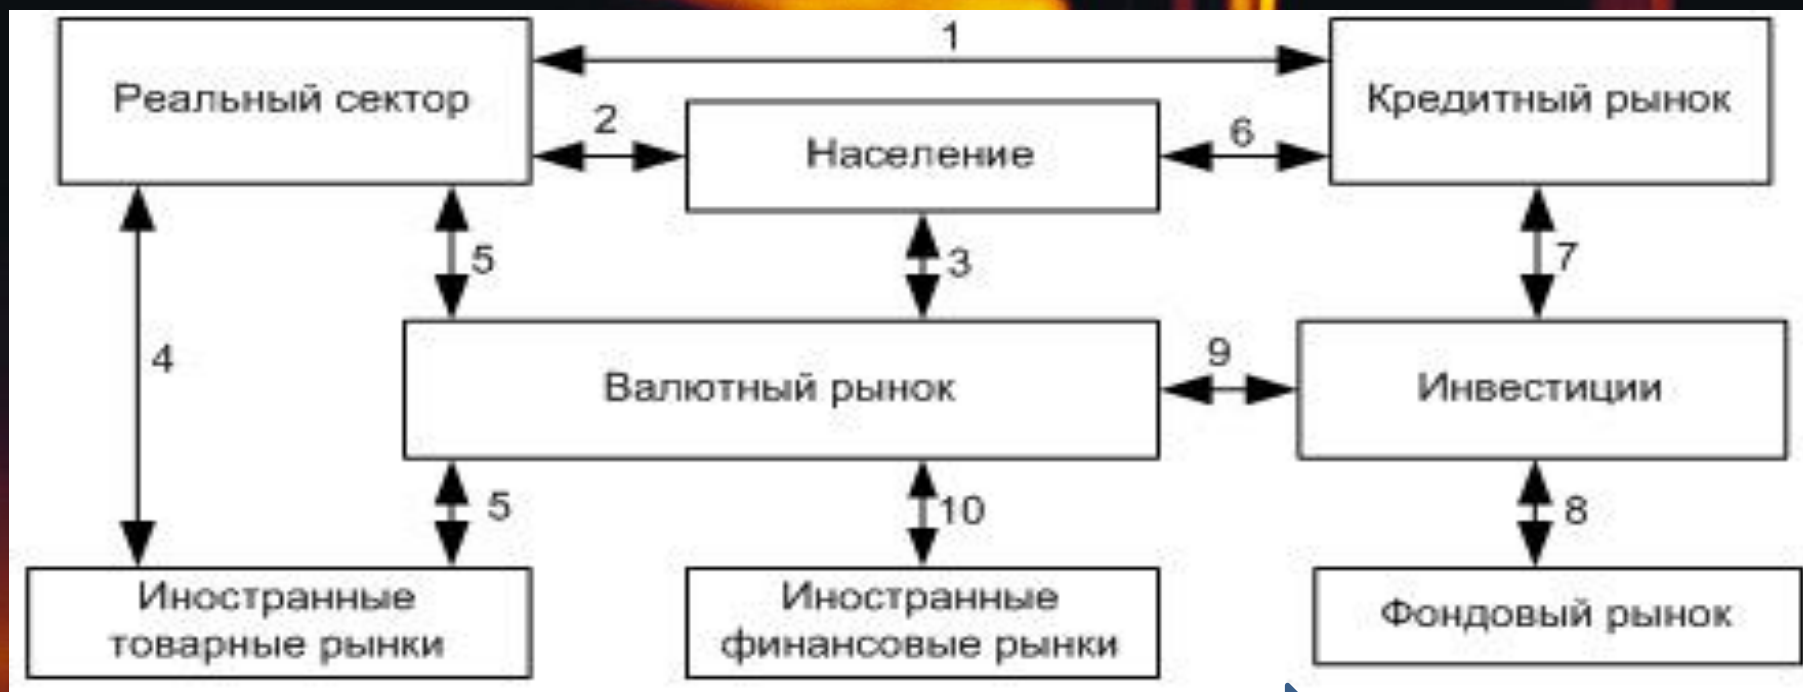 1
Реальный сектор
Кредитный рынок
2
Население
6
5
3
7
4
9
Валютный рынок
Инвестиции
5
10
8
Иностранные
товарные рынки
Иностранные
финансовые рынки
Фондовый рынок